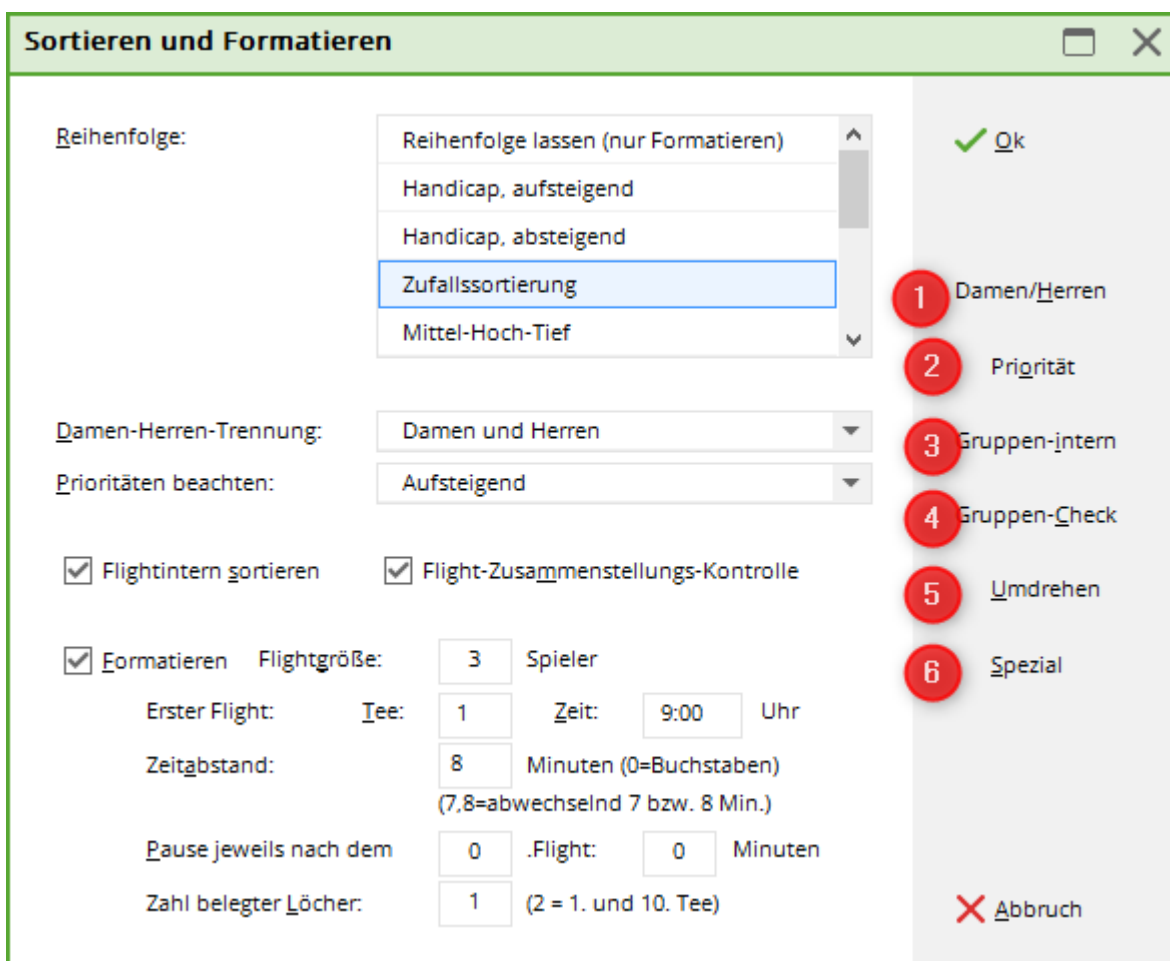 Sortieren und Formatieren
Reihenfolge:
Reihenfolge lassen (nur Formatieren)
Handicap, aufsteigend
Handicap, absteigend
Zufallssortierung
Mittel-Hoch-Tief
Damen-Herren-Trennung: Damen und Herren
Prioritäten beachten: Aufsteigend
Flightintern sortieren Flight-Zusammenstellungs-Kontrolle
Formatieren Flightgröße: 3 Spieler
Erster Flight: Tee: 1 Zeit: 9:00 Uhr
Zeitabstand: 8 Minuten (0=Buchstaben)
(7,8=abwechselnd 7 bzw. 8 Min.)
Pause jeweils nach dem 0 .Flight: 0 Minuten
Zahl belegter Löcher: 1 (2 = 1. und 10. Tee)
Ok
1 Damen/Herren
2 Priorität
3 Gruppen-intern
4 Gruppen-Check
5 Umdrehen
6 Spezial
Abbruch